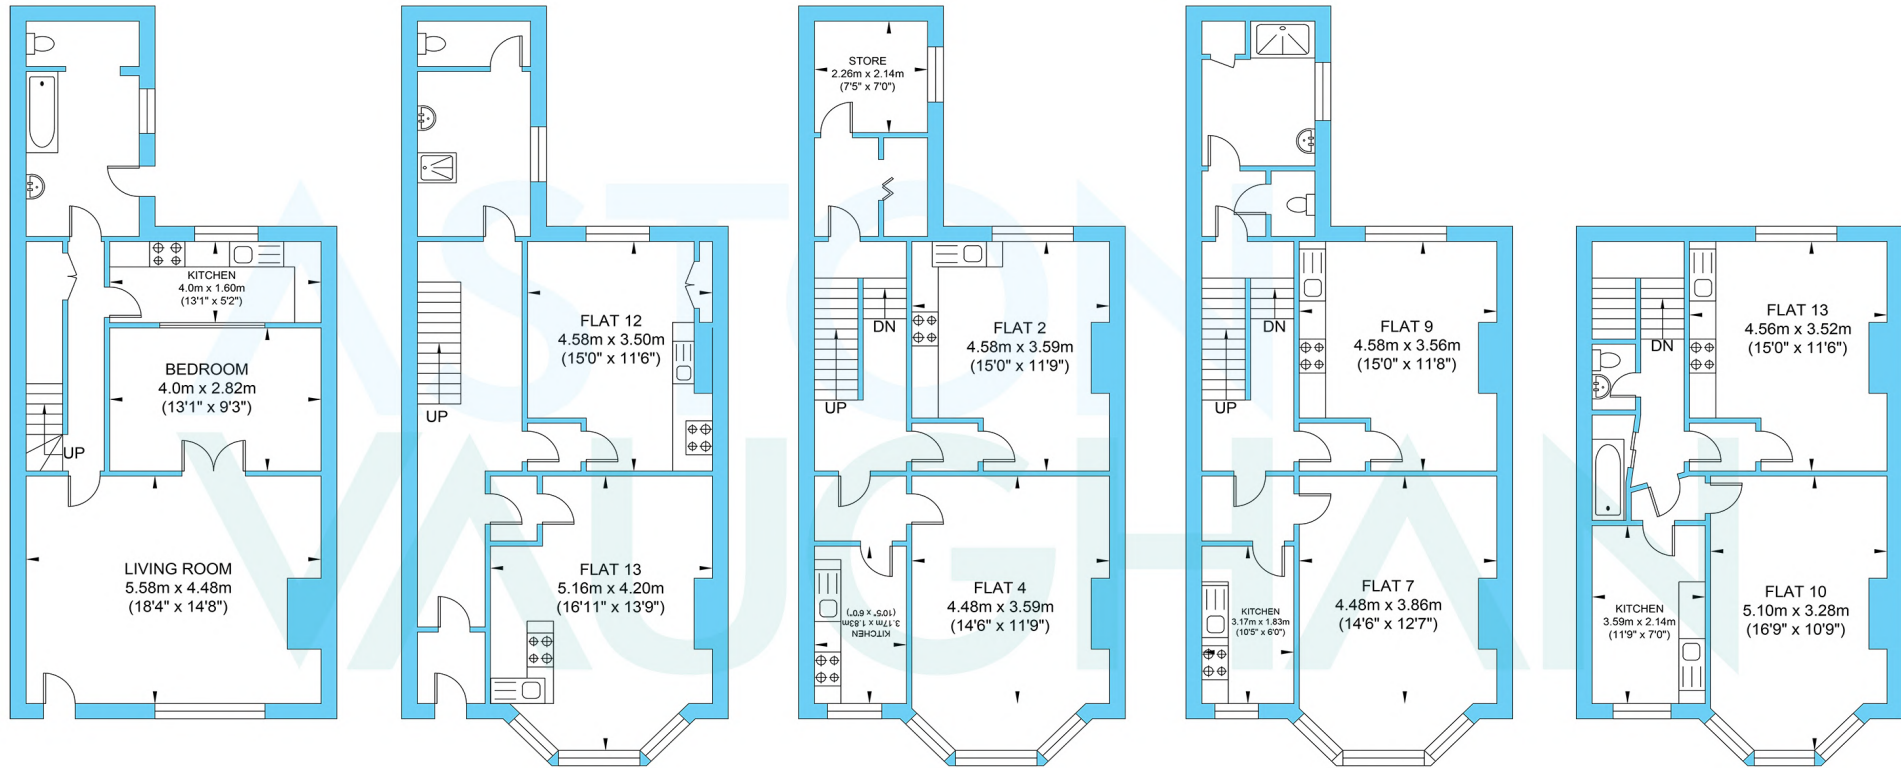 KITCHEN
4.0m x 1.60m
(13'1" x 5'2")
BEDROOM
4.0m x 2.82m
(13'1" x 9'3")
UP
LIVING ROOM
5.58m x 4.48m
(18'4" x 14'8")
FLAT 12
4.58m x 3.50m
(15'0" x 11'6")
UP
FLAT 13
5.16m x 4.20m
(16'11" x 13'9")
STORE
2.26m x 2.14m
(7'5" x 7'0")
DN
UP
FLAT 2
4.58m x 3.59m
(15'0" x 11'9")
KITCHEN
3.17m x 1.83m
(10'5" x 6'0")
FLAT 4
4.48m x 3.59m
(14'6" x 11'9")
DN
UP
FLAT 9
4.58m x 3.56m
(15'0" x 11'8")
KITCHEN
3.17m x 1.83m
(10'5" x 6'0")
FLAT 7
4.48m x 3.86m
(14'6" x 12'7")
DN
FLAT 13
4.56m x 3.52m
(15'0" x 11'6")
KITCHEN
3.59m x 2.14m
(11'9" x 7'0")
FLAT 10
5.10m x 3.28m
(16'9" x 10'9")
ASTON
VAUGHAN